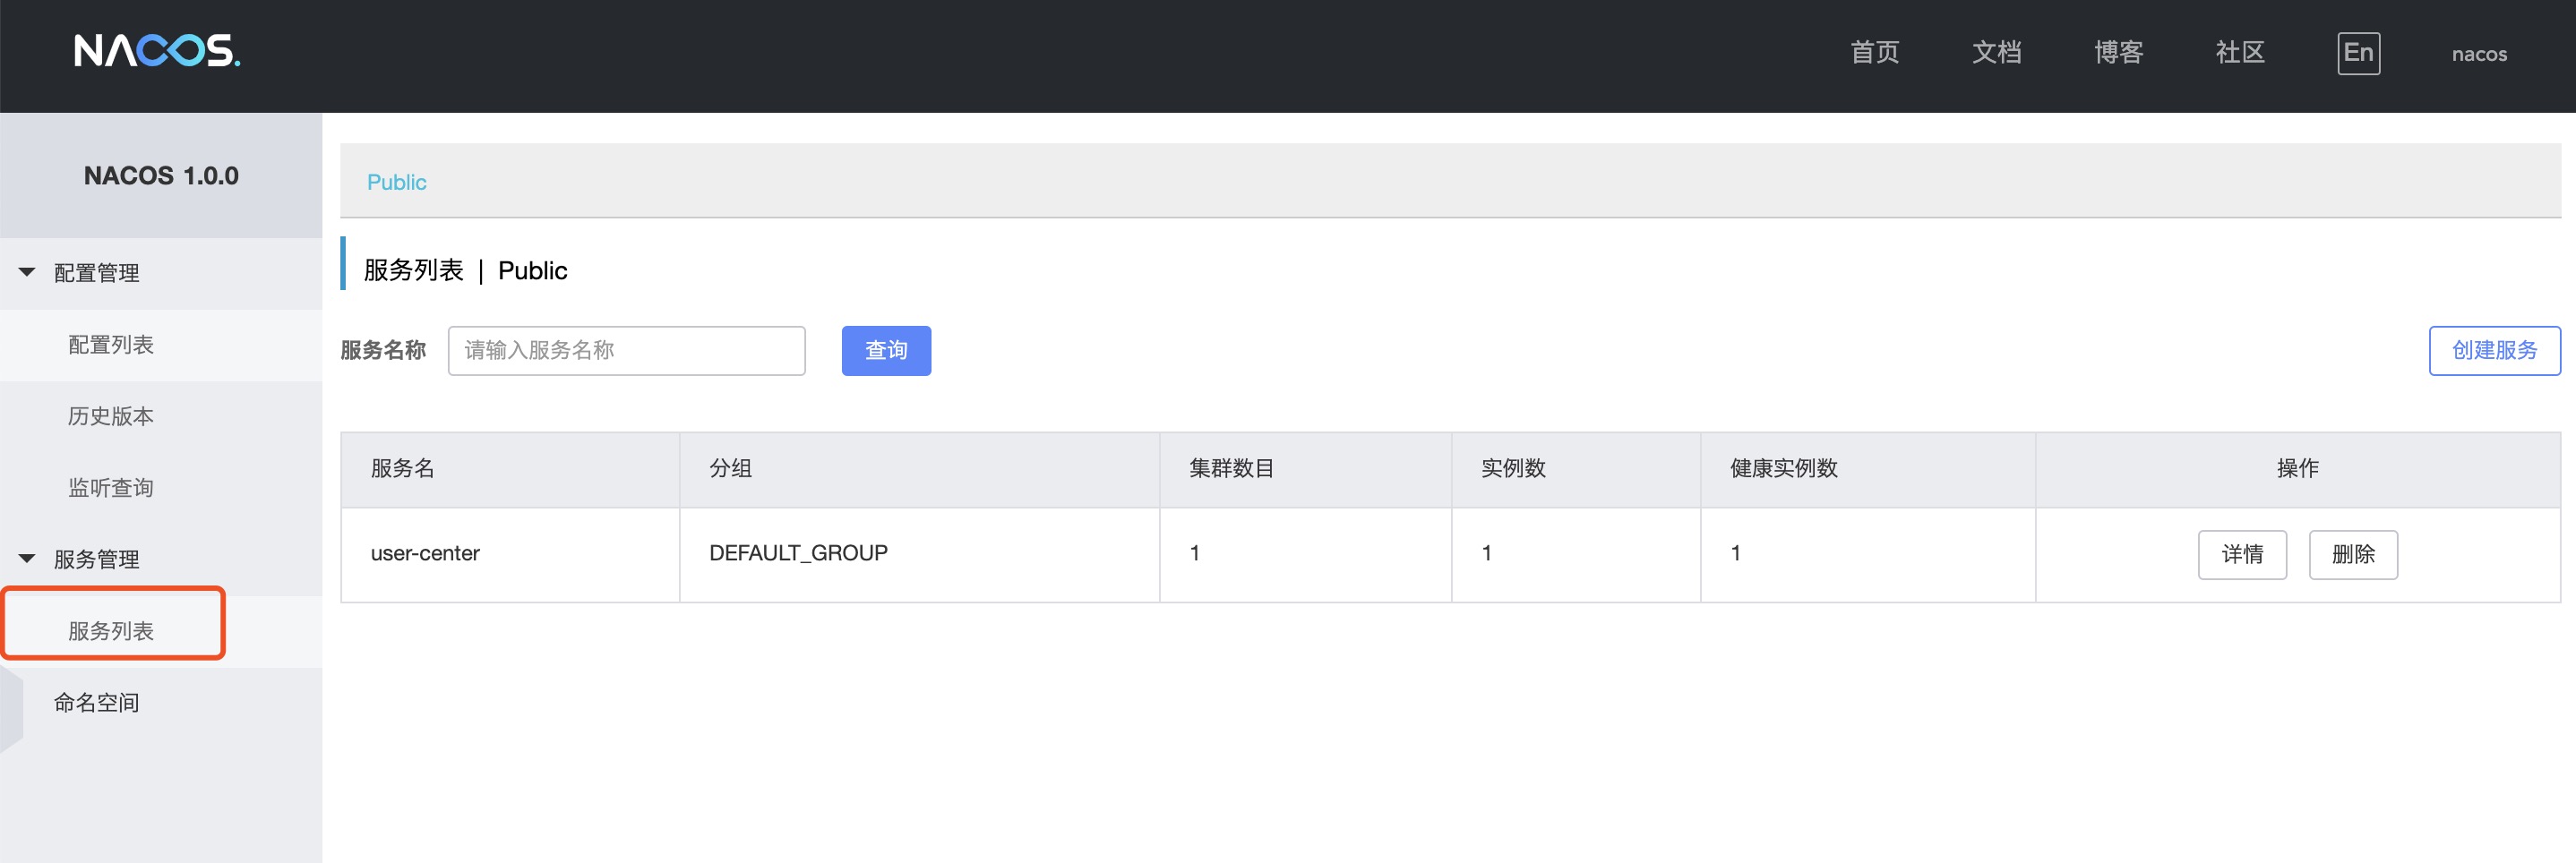 NACOS.
首页 文档 博客 社区 En nacos
NACOS 1.0.0
配置管理
配置列表
历史版本
监听查询
服务管理
服务列表
命名空间
Public
服务列表 | Public
服务名称 请输入服务名称 查询 创建服务
服务名 分组 集群数目 实例数 健康实例数 操作
user-center DEFAULT_GROUP 1 1 1 详情 删除